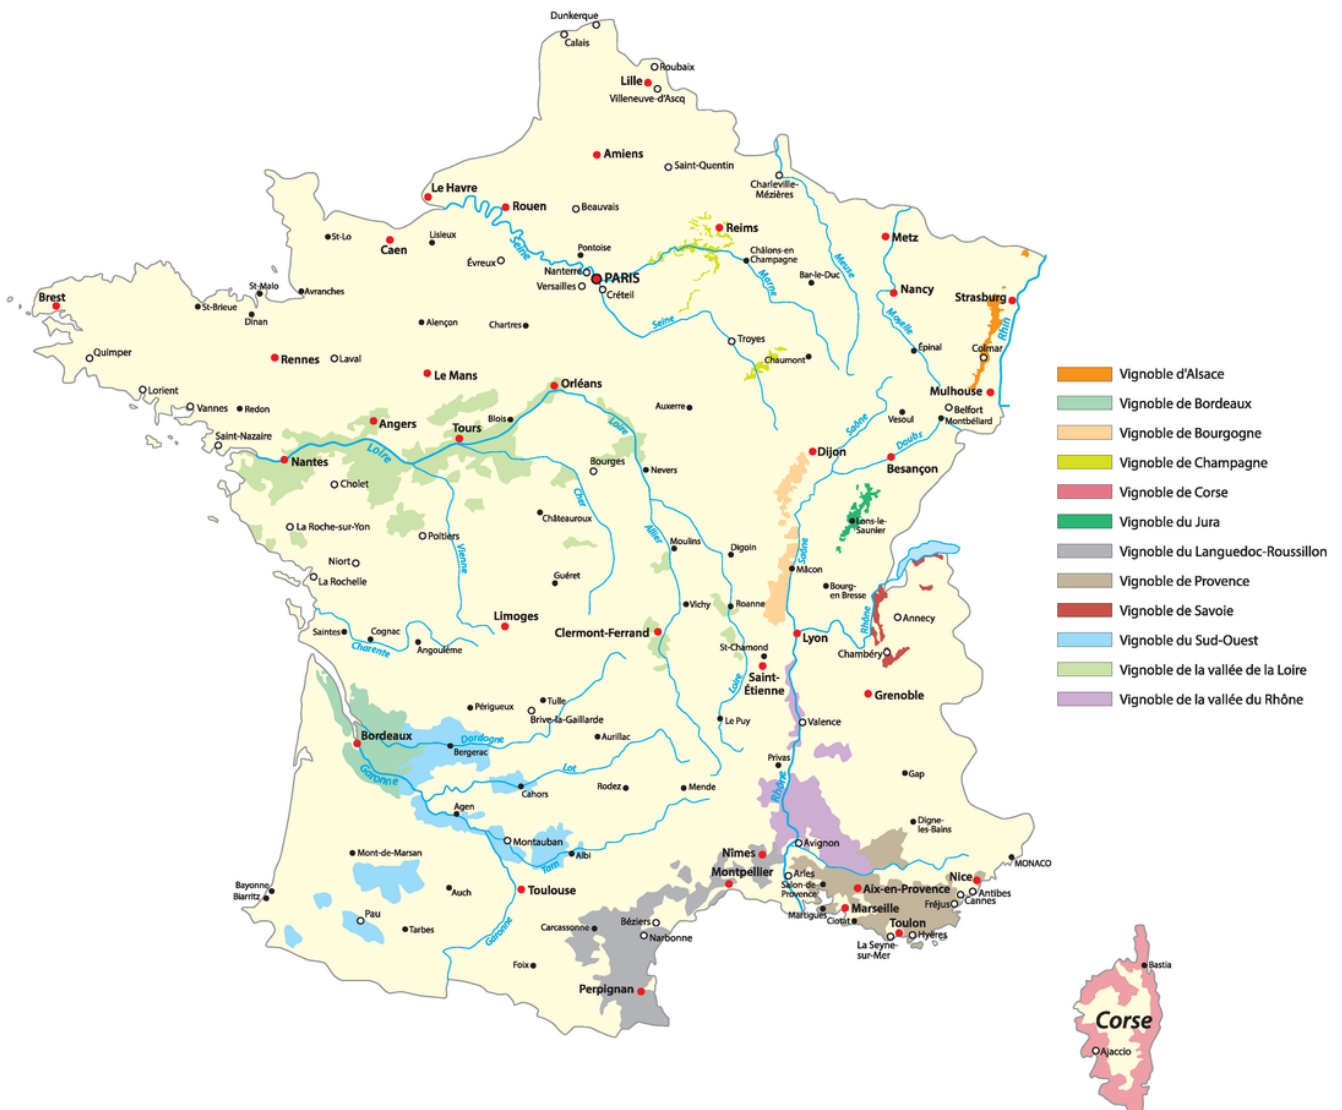 Dunkerque
Calais
Roubaix
Lille
Villeneuve-d'Ascq
Amiens
Saint-Quentin
Charleville-
Mézières
Le Havre
Rouen
Beauvais
Reims
Metz
St-Lo
Caen
Lisieux
Seine
Pontoise
Châlons en
Champagne
Meuse
Évreux
Nanterre
PARIS
Marne
Bar-le-Duc
Versailles
Créteil
Nancy
Strasburg
Brest
St-Malo
Avranches
St-Brieue
Dinan
Alençon
Chartres
Seine
Moselle
Rhin
Troyes
Épinal
Colmar
Quimper
Rennes
Laval
Chaumont
Le Mans
Orléans
Mulhouse
Lorient
Vannes
Redon
Auxerre
Belfort
Vesoul
Montbéliard
Blois
Angers
Tours
Loire
Saône
Saint-Nazaire
Loire
Doubs
Nantes
Dijon
Besançon
Bourges
Nevers
Cholet
Cher
Châteauroux
Lons-le-
Saunier
La Roche-sur-Yon
Poitiers
Allier
Moulins
Digoin
Saône
Vienne
Niort
La Rochelle
Guéret
Mâcon
Bourg-
en Bresse
Vichy
Roanne
Rhône
Annecy
Limoges
Clermont-Ferrand
Lyon
Saintes
Cognac
Charente
Angoulême
St-Chamond
Chambéry
Saint-
Étienne
Loire
Grenoble
Tulle
Périgueux
Brive-la-Gaillarde
Le Puy
Valence
Bordeaux
Dordogne
Aurillac
Bergerac
Privas
Garonne
Lot
Gap
Cahors
Rodez
Mende
Rhône
Agen
Digne-
les-Bains
Montauban
Avignon
Mont-de-Marsan
Tarn
Albi
Nîmes
MONACO
Montpellier
Arles
Nice
Bayonne
Biarritz
Auch
Toulouse
Salon-de-
Provence
Aix-en-Provence
Antibes
Cannes
Fréjus
Pau
Martigues
Marseille
Ciotat
Toulon
Tarbes
Garonne
Carcassonne
Béziers
Narbonne
La Seyne-
sur-Mer
Hyères
Foix
Perpignan
Bastia
Corse
Ajaccio
Vignoble d'Alsace
Vignoble de Bordeaux
Vignoble de Bourgogne
Vignoble de Champagne
Vignoble de Corse
Vignoble du Jura
Vignoble du Languedoc-Roussillon
Vignoble de Provence
Vignoble de Savoie
Vignoble du Sud-Ouest
Vignoble de la vallée de la Loire
Vignoble de la vallée du Rhône